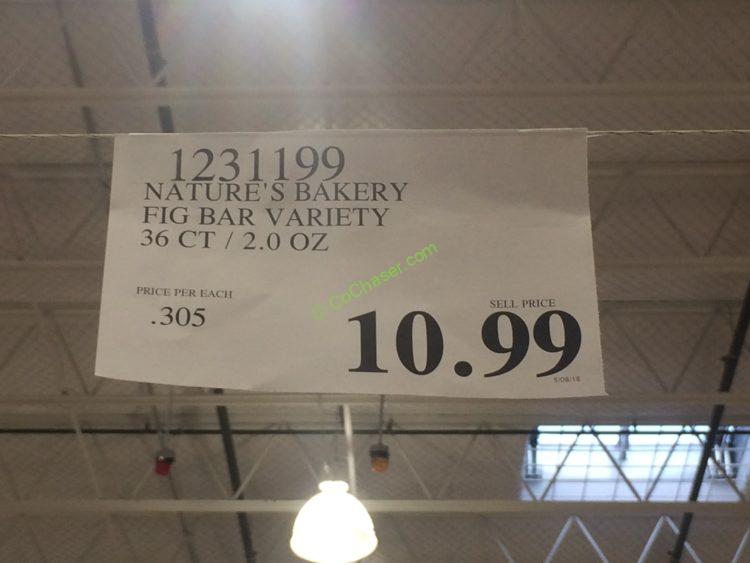 1231199
NATURE'S BAKERY
FIG BAR VARIETY
36 CT / 2.0 OZ
PRICE PER EACH
.305
© CoChaser.com
SELL PRICE
10.99
5/08/18